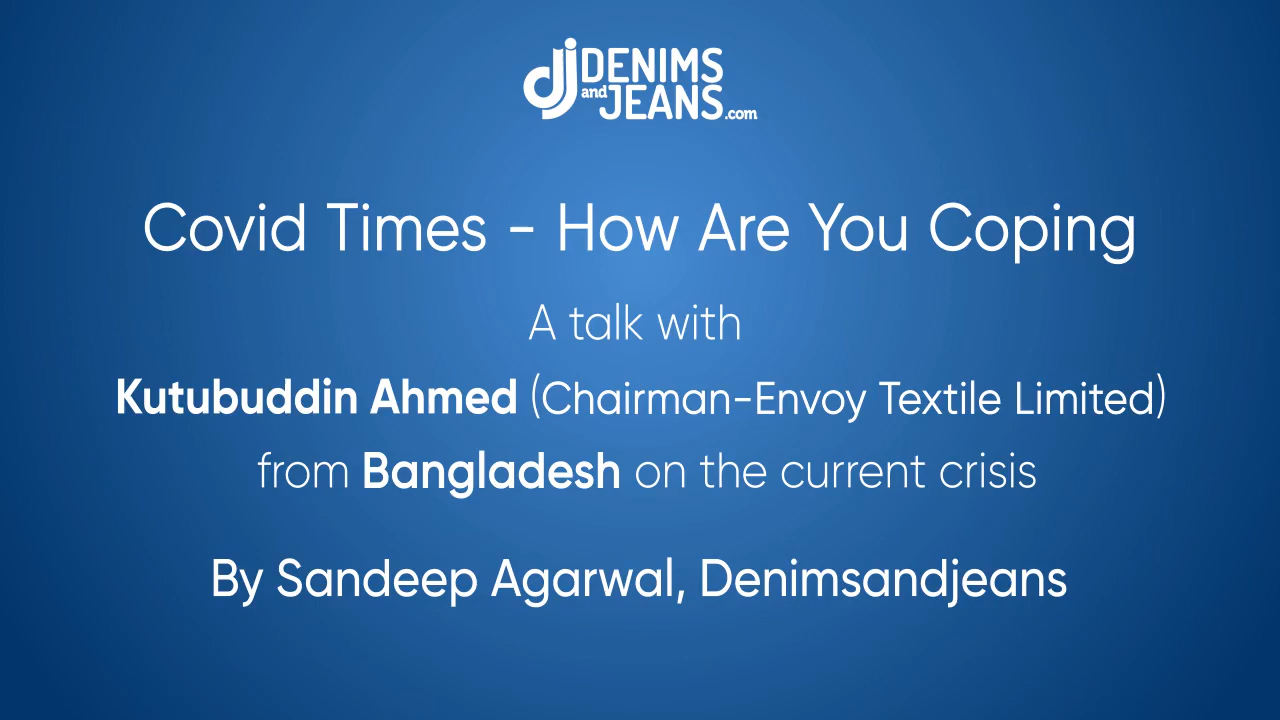 dj DENIMS
and JEANS.com
Covid Times - How Are You Coping
A talk with
Kutubuddin Ahmed (Chairman-Envoy Textile Limited)
from Bangladesh on the current crisis
By Sandeep Agarwal, Denimsandjeans